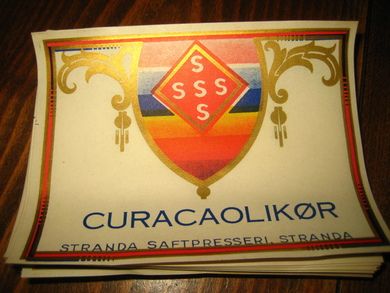 S
SSS
S
CURACAOLIKØR
STRANDA SAFTPRESSERI, STRANDA